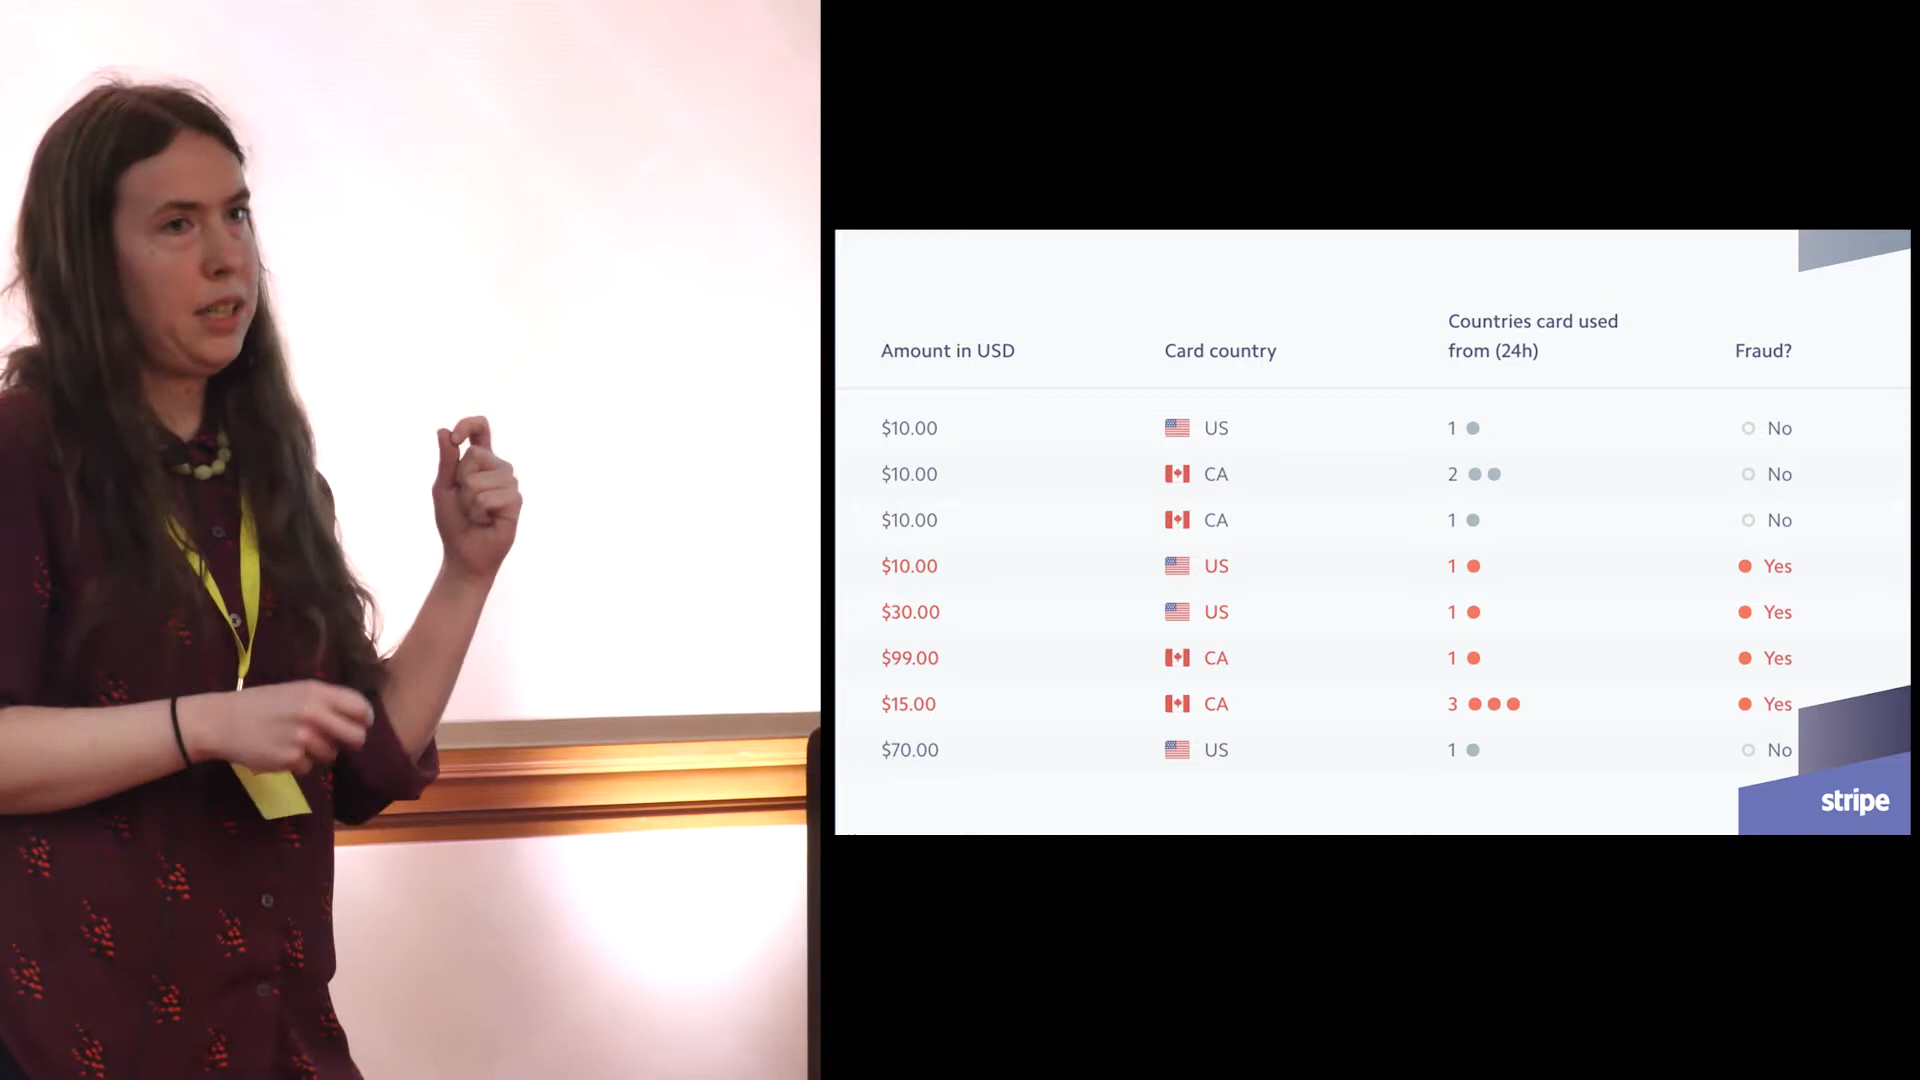 Amount in USD Card country Countries card used from (24h) Fraud?
$10.00 US 1 No
$10.00 CA 2 No
$10.00 CA 1 No
$10.00 US 1 Yes
$30.00 US 1 Yes
$99.00 CA 1 Yes
$15.00 CA 3 Yes
$70.00 US 1 No
stripe